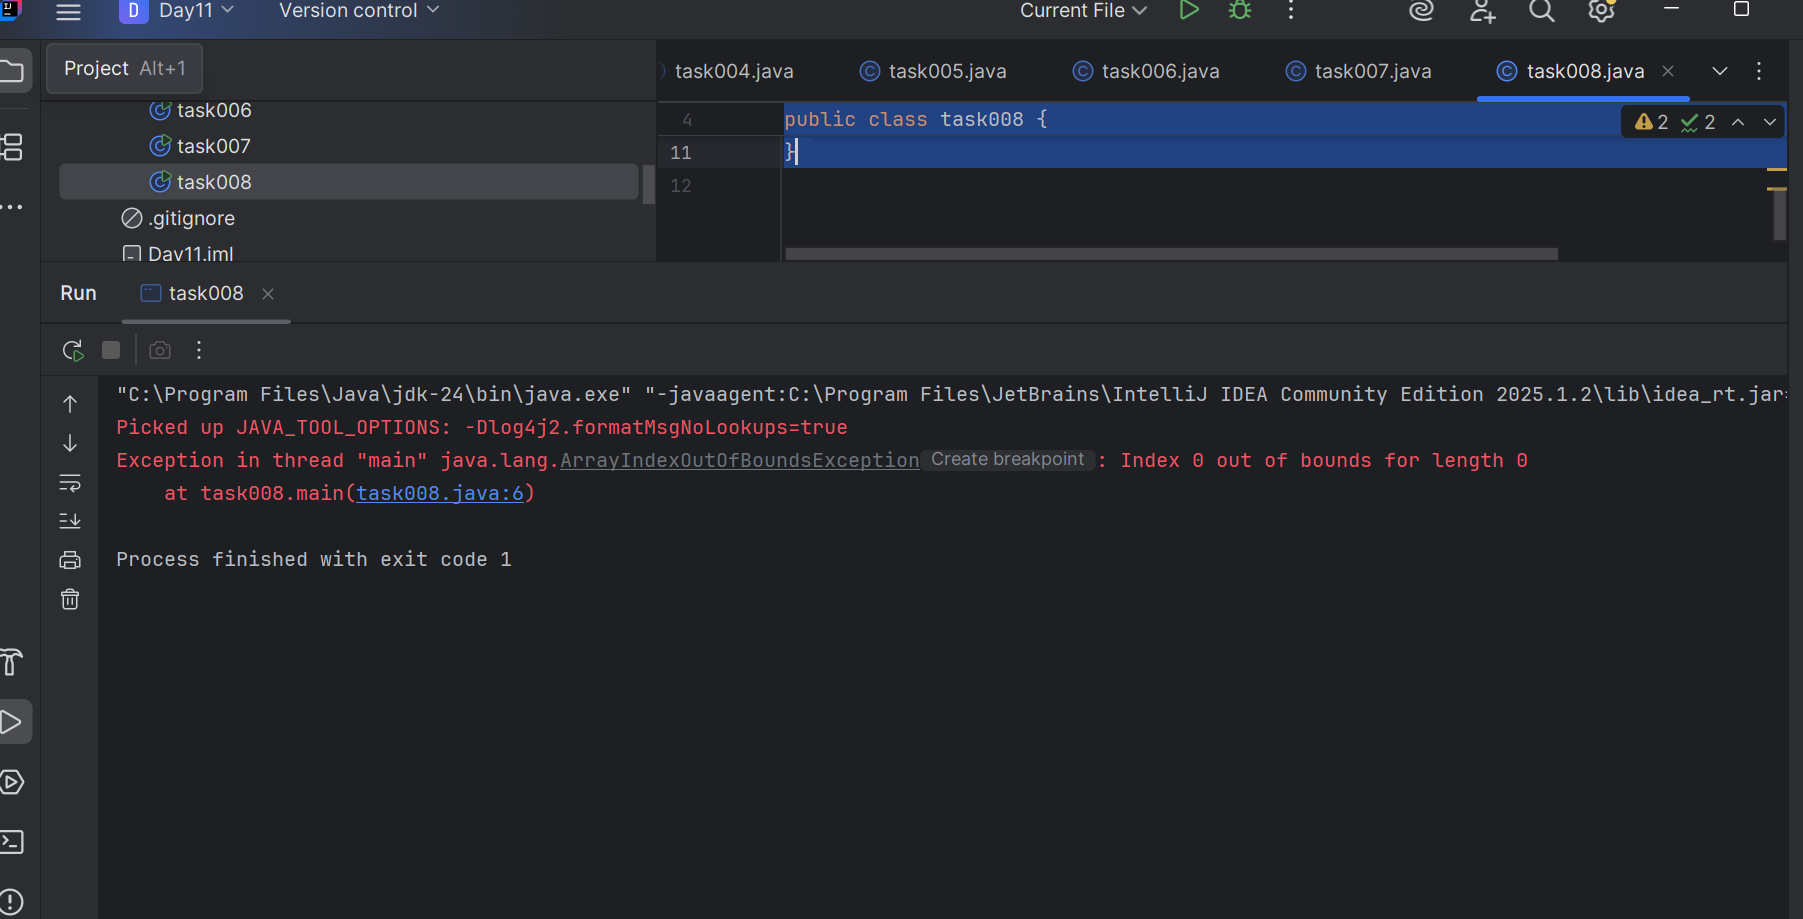 D Day11 Version control Current File
Project Alt+1
task004.java task005.java task006.java task007.java task008.java
task006
task007
task008
.gitignore
Day11.iml
4 public class task008 {
11 }
12
2 2
Run task008
"C:\Program Files\Java\jdk-24\bin\java.exe" "-javaagent:C:\Program Files\JetBrains\IntelliJ IDEA Community Edition 2025.1.2\lib\idea_rt.jar=
Picked up JAVA_TOOL_OPTIONS: -Dlog4j2.formatMsgNoLookups=true
Exception in thread "main" java.lang.ArrayIndexOutOfBoundsException Create breakpoint : Index 0 out of bounds for length 0
at task008.main(task008.java:6)
Process finished with exit code 1